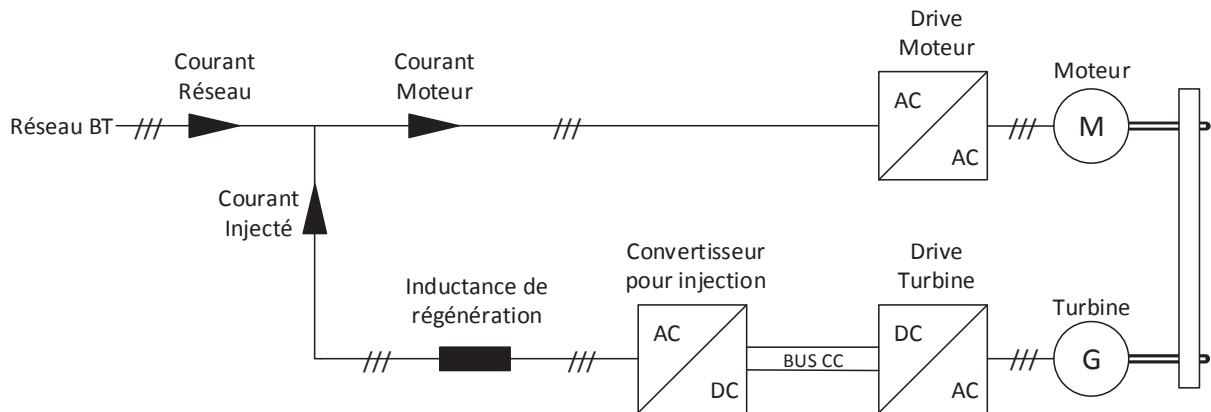 Drive
Moteur
Courant
Réseau
Courant
Moteur
Moteur
Réseau BT
AC
AC
M
Courant
Injecté
Inductance de
régénération
Convertisseur
pour injection
Drive
Turbine
Turbine
AC
DC
BUS CC
DC
AC
G